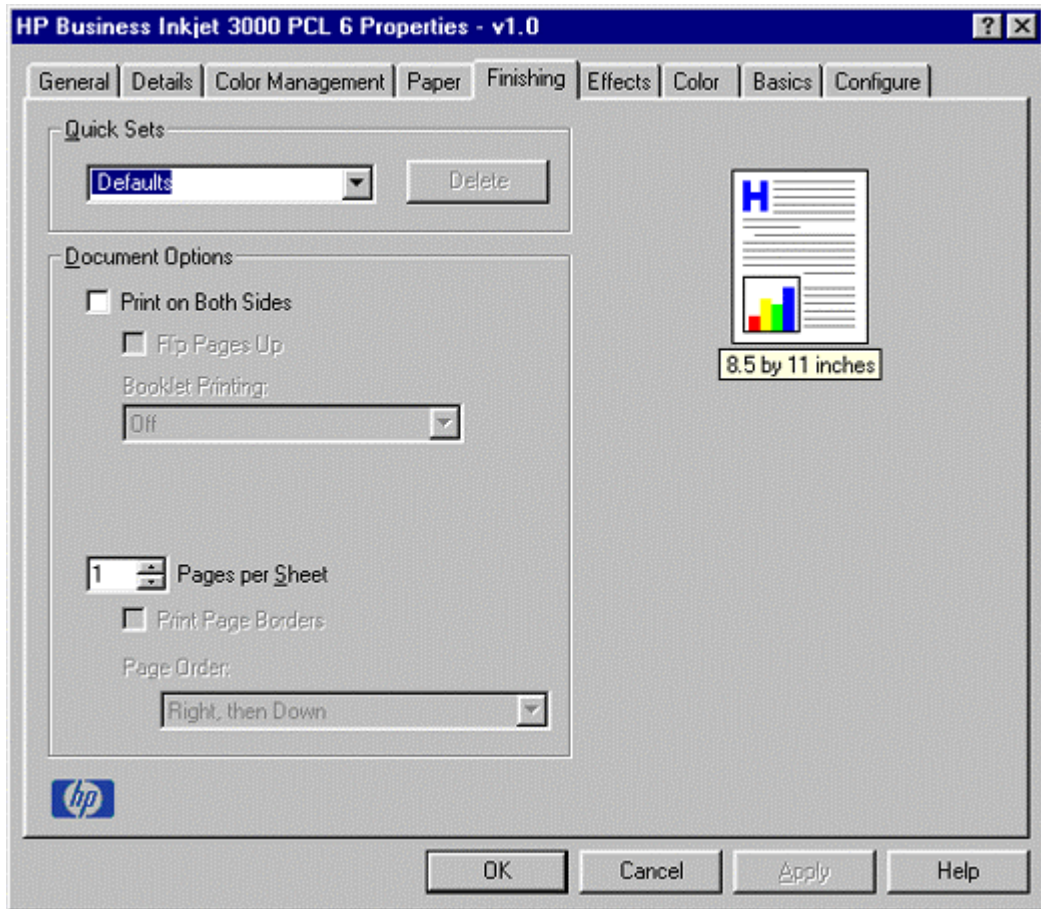 HP Business Inkjet 3000 PCL 6 Properties - v1.0
General Details Color Management Paper Finishing Effects Color Basics Configure
Quick Sets
Defaults Delete
H
Document Options
Print on Both Sides
Flip Pages Up
Booklet Printing:
Off
8.5 by 11 inches
1 Pages per Sheet
Print Page Borders
Page Order:
Right, then Down
hp
OK Cancel Apply Help